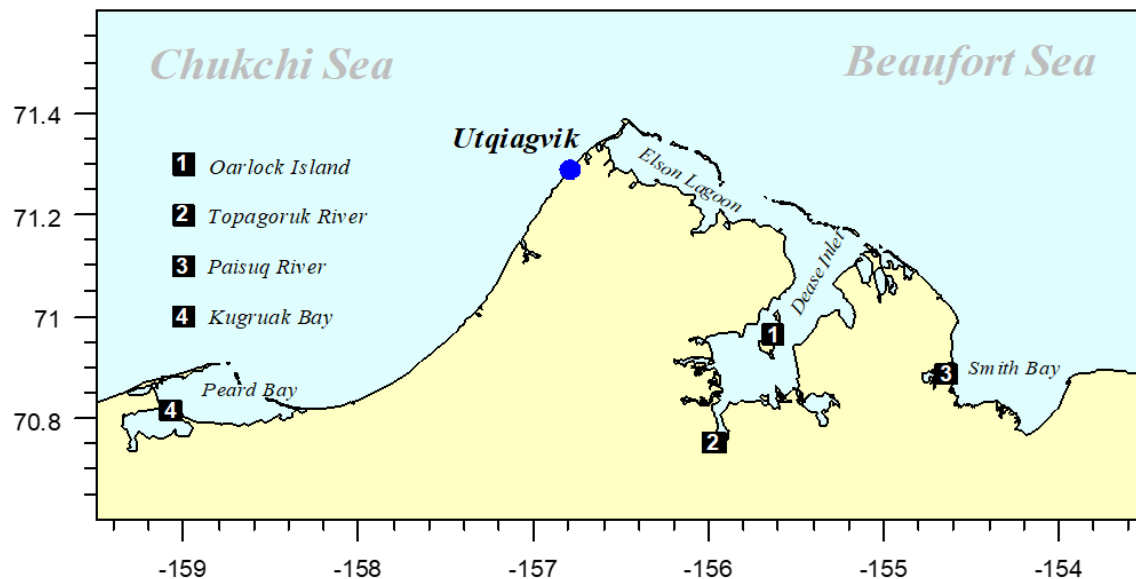 Chukchi Sea
Beaufort Sea
71.4
Utqiagvik
1 Oarlock Island
Elson Lagoon
71.2
2 Topagoruk River
3 Paisuq River
Dease Inlet
71
4 Kugruak Bay
1
Peard Bay
3
Smith Bay
4
70.8
2
-159
-158
-157
-156
-155
-154